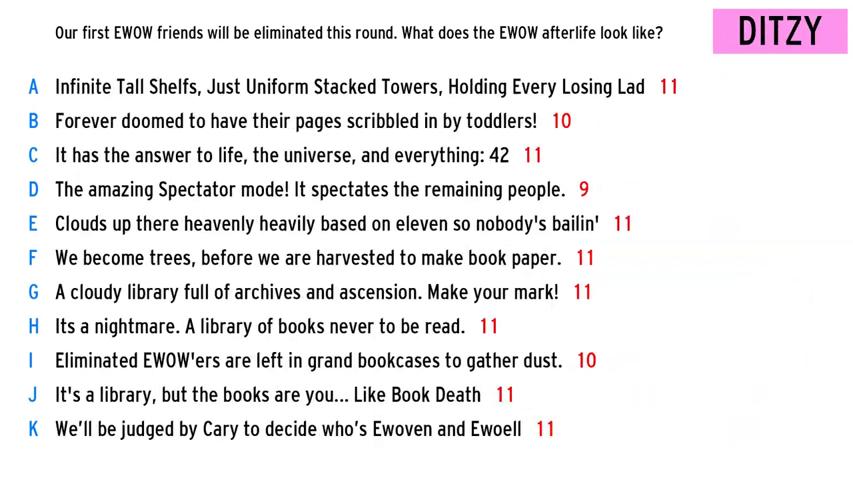 Our first EWOW friends will be eliminated this round. What does the EWOW afterlife look like?
DITZY
A Infinite Tall Shelfs, Just Uniform Stacked Towers, Holding Every Losing Lad 11
B Forever doomed to have their pages scribbled in by toddlers! 10
C It has the answer to life, the universe, and everything: 42 11
D The amazing Spectator mode! It spectates the remaining people. 9
E Clouds up there heavenly heavily based on eleven so nobody's bailin' 11
F We become trees, before we are harvested to make book paper. 11
G A cloudy library full of archives and ascension. Make your mark! 11
H Its a nightmare. A library of books never to be read. 11
I Eliminated EWOW'ers are left in grand bookcases to gather dust. 10
J It's a library, but the books are you... Like Book Death 11
K We’ll be judged by Cary to decide who’s Ewoven and Ewoell 11